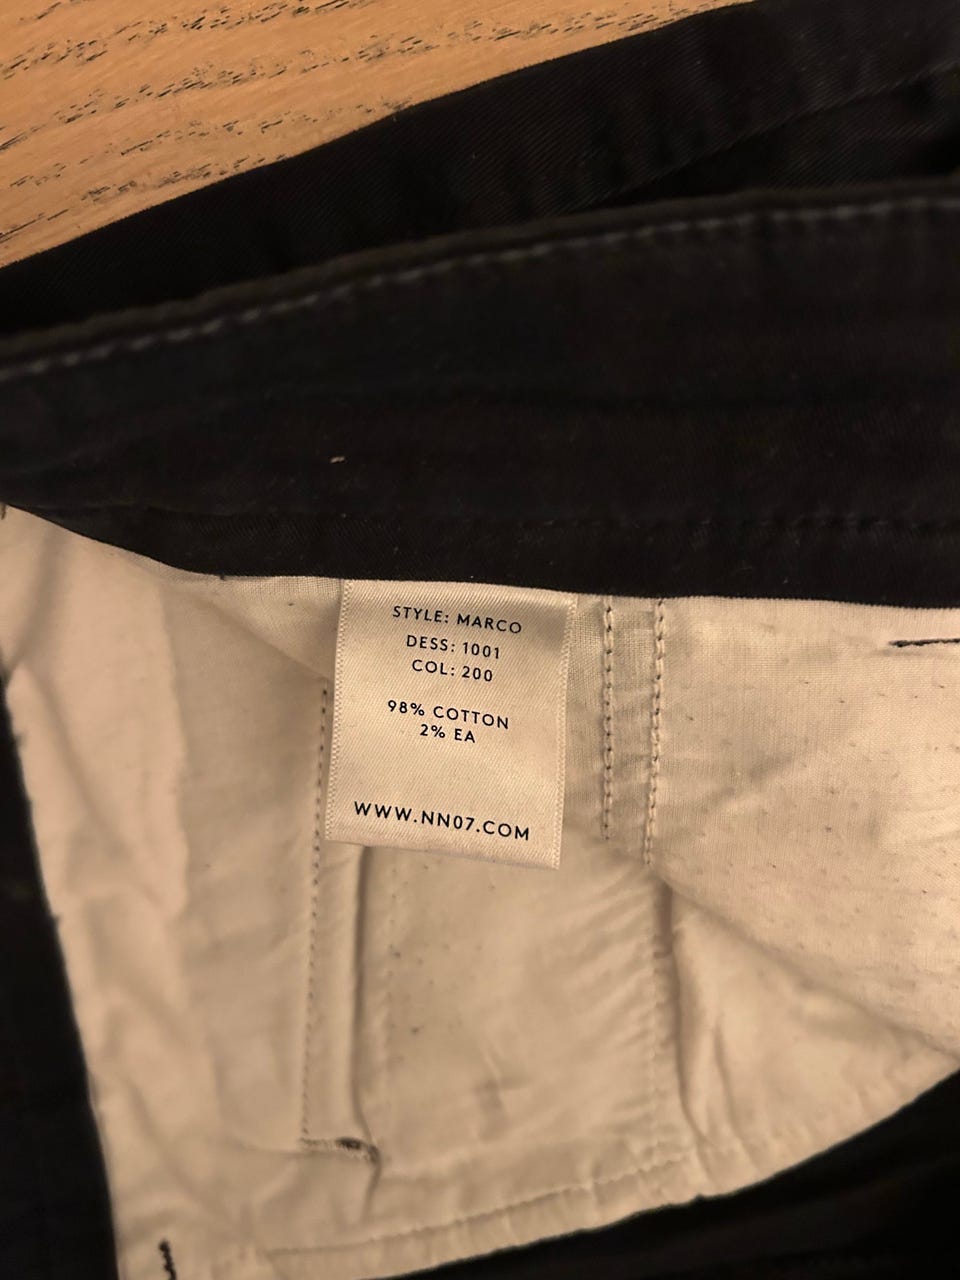 STYLE: MARCO
DESS: 1001
COL: 200
98% COTTON
2% EA
WWW.NN07.COM